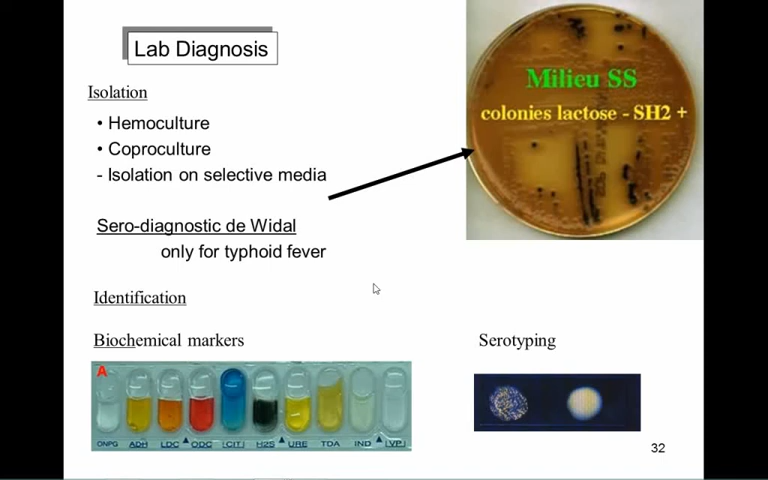 Lab Diagnosis
Milieu SS
colonies lactose - SH2 +
Isolation
• Hemoculture
• Coproculture
- Isolation on selective media
Sero-diagnostic de Widal
only for typhoid fever
Identification
Biochemical markers
Serotyping
A
ONPG ADH LDC ODC CIT H2S URE TDA IND VP
32